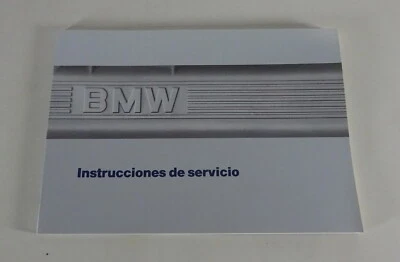 BMW
Instrucciones de servicio